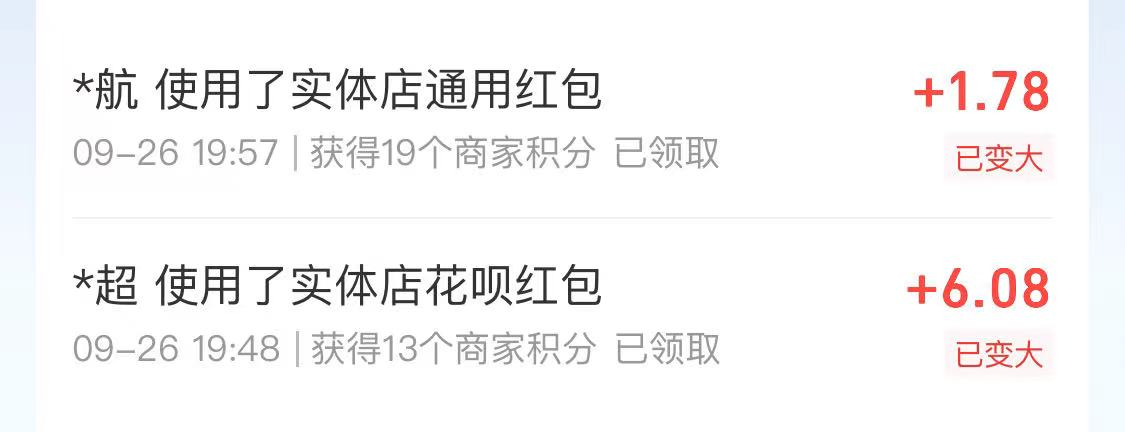 *航 使用了实体店通用红包 +1.78
09-26 19:57 | 获得19个商家积分 已领取 已变大
*超 使用了实体店花呗红包 +6.08
09-26 19:48 | 获得13个商家积分 已领取 已变大